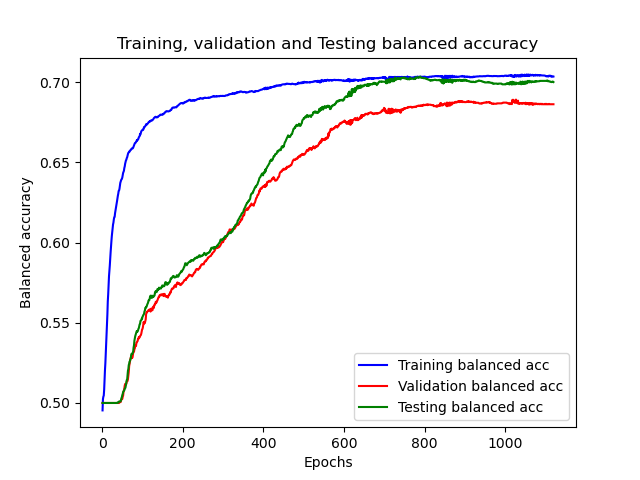 Training, validation and Testing balanced accuracy
Balanced accuracy
0.70
0.65
0.60
0.55
0.50
0 200 400 600 800 1000
Epochs
Training balanced acc
Validation balanced acc
Testing balanced acc